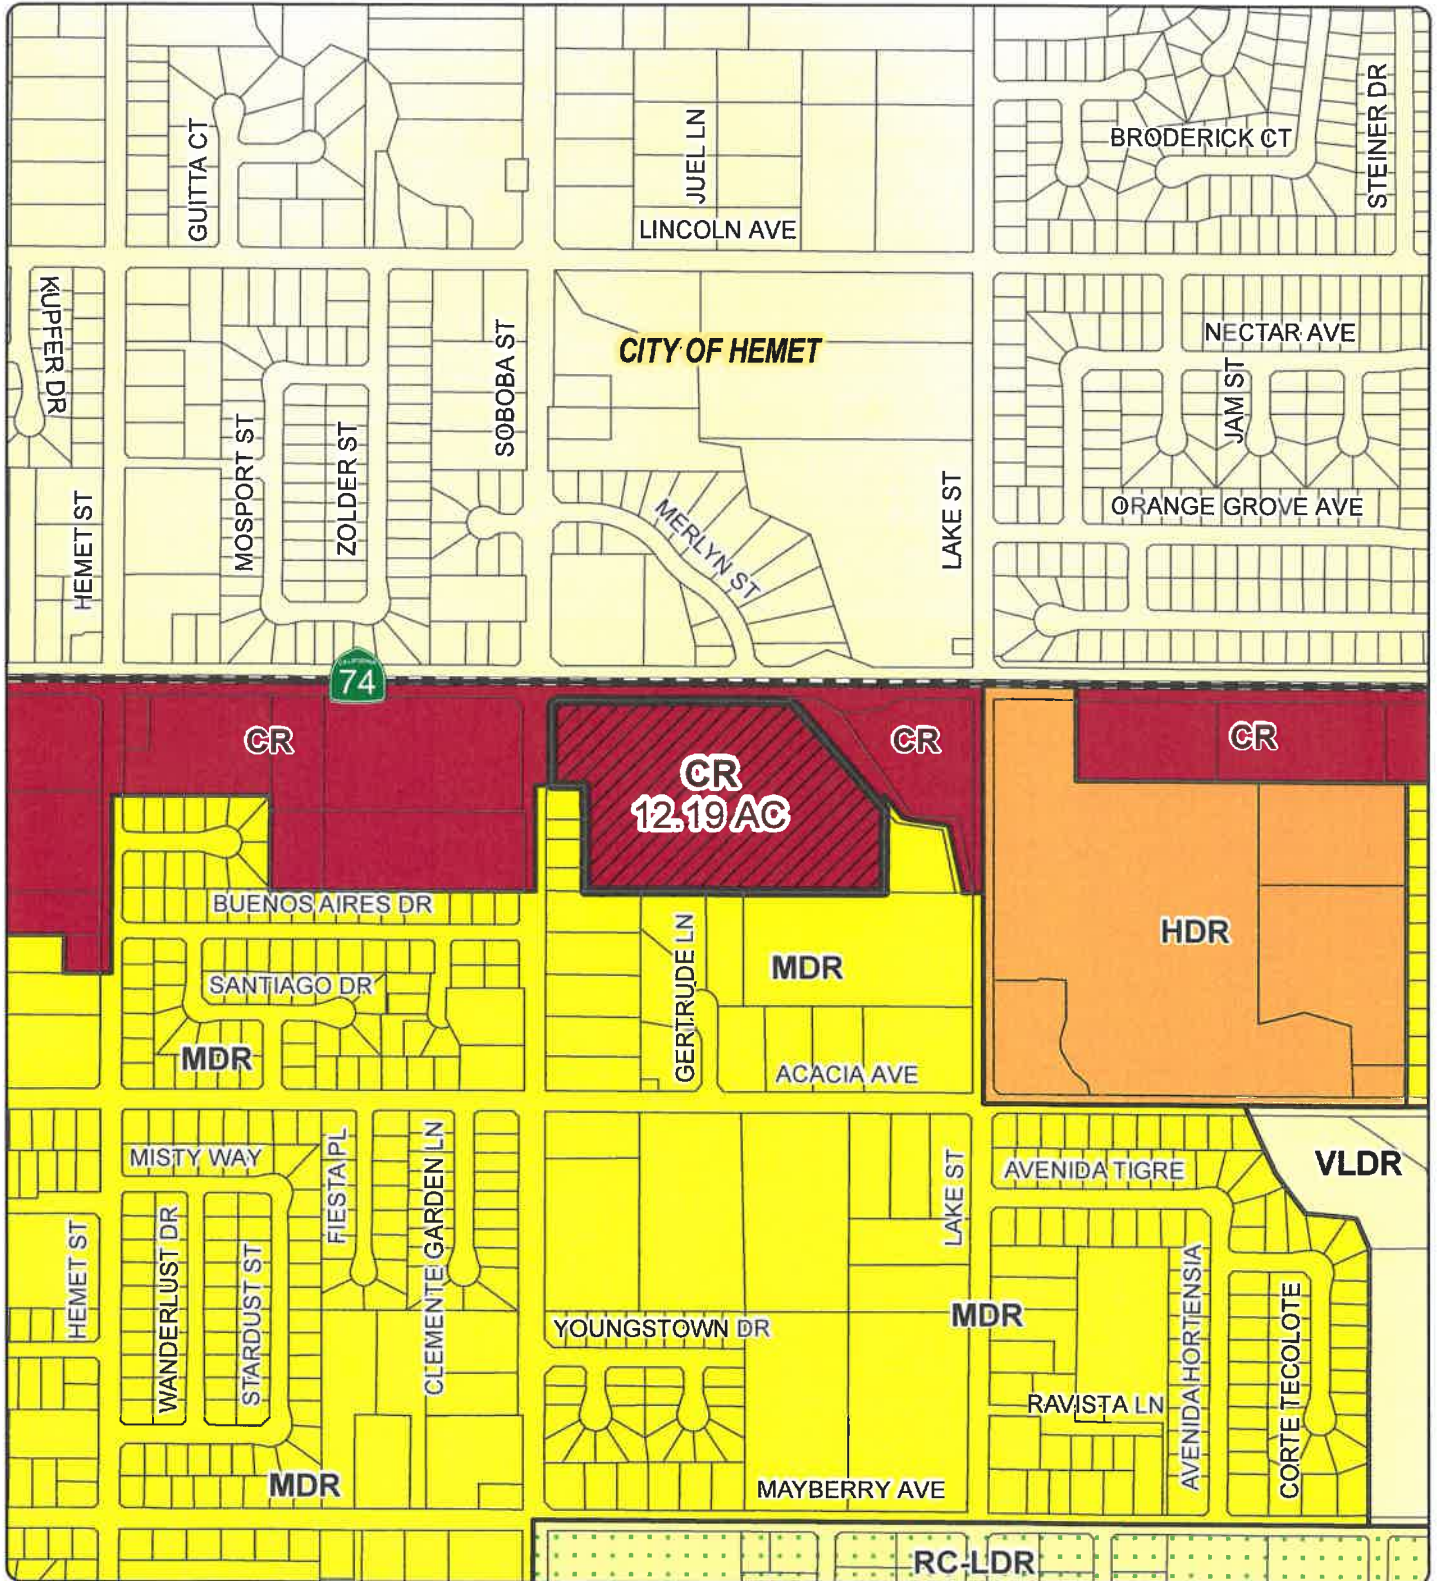 GUITTA CT
JUEL LN
LINCOLN AVE
BRODERICK CT
STEINER DR
KUPFER DR
HEMET ST
MOSPORT ST
ZOLDER ST
SOBOBA ST
CITY OF HEMET
MERLYN ST
LAKE ST
NECTAR AVE
JAM ST
ORANGE GROVE AVE
CALIFORNIA
74
CR
CR
12.19 AC
CR
CR
BUENOS AIRES DR
SANTIAGO DR
MDR
GERTRUDE LN
MDR
ACACIA AVE
HDR
MISTY WAY
FIESTA PL
CLEMENTE GARDEN LN
HEMET ST
WANDERLUST DR
STARDUST ST
LAKE ST
AVENIDA TIGRE
VLDR
YOUNGSTOWN DR
MDR
RAVISTA LN
AVENIDA HORTENSIA
CORTE TECOLOTE
MDR
MAYBERRY AVE
RC-LDR